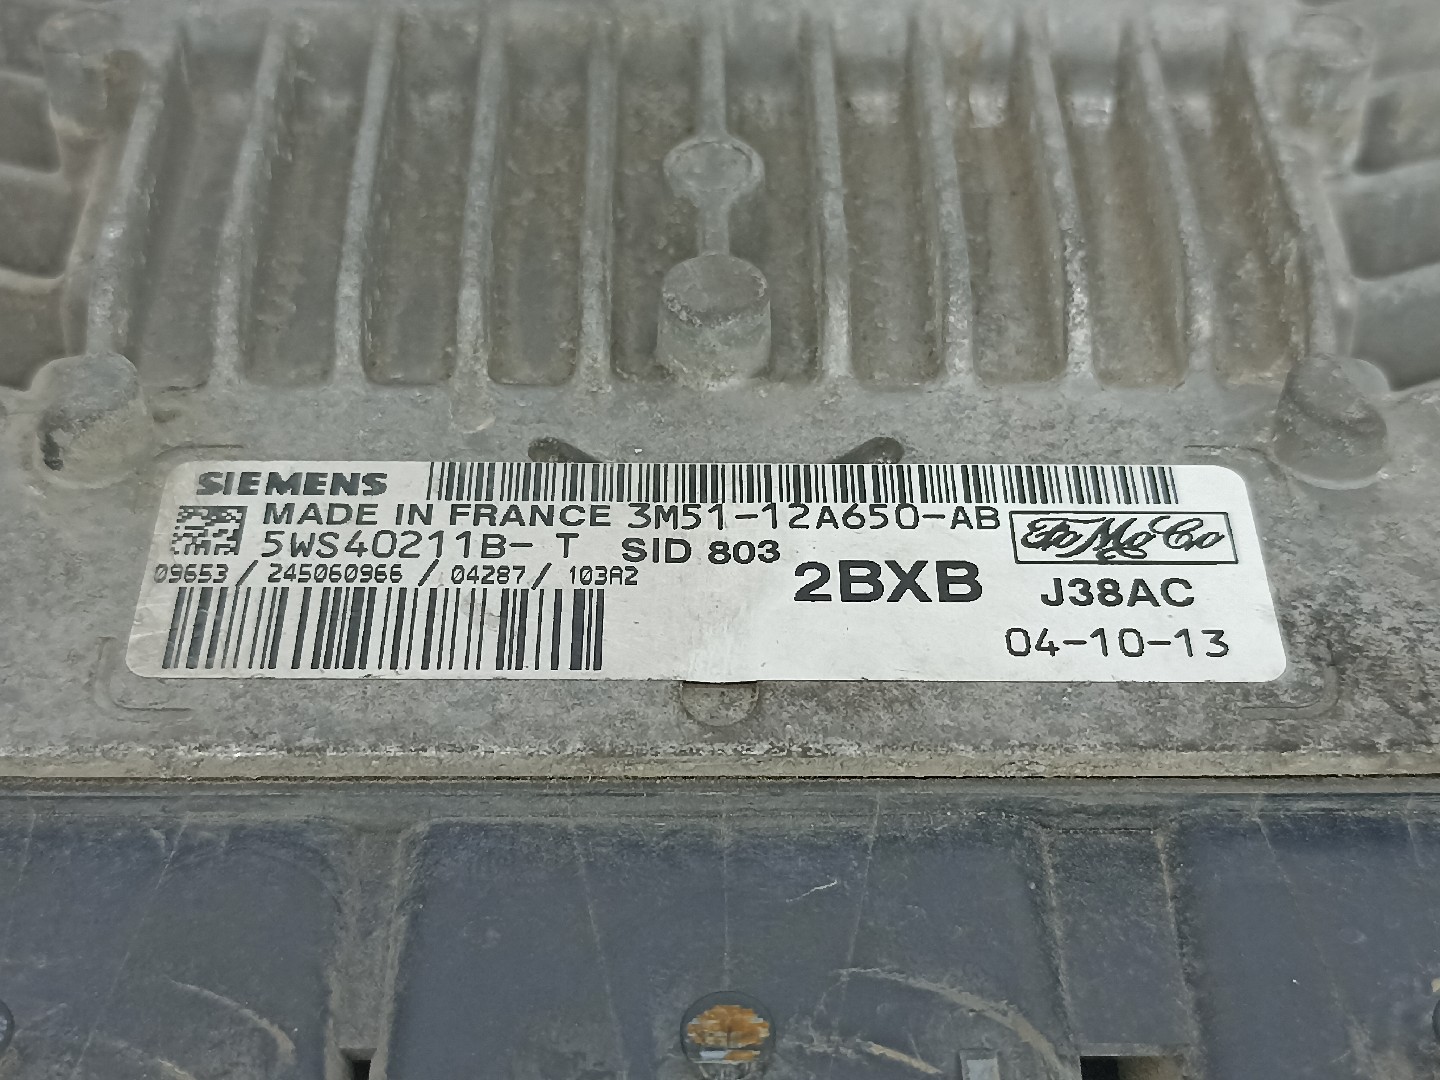 SIEMENS
MADE IN FRANCE 3M51-12A650-AB
FoMoCo
5WS40211B- T SID 803
09653 / 245060966 / 04287 / 103A2
2BXB J38AC
04-10-13